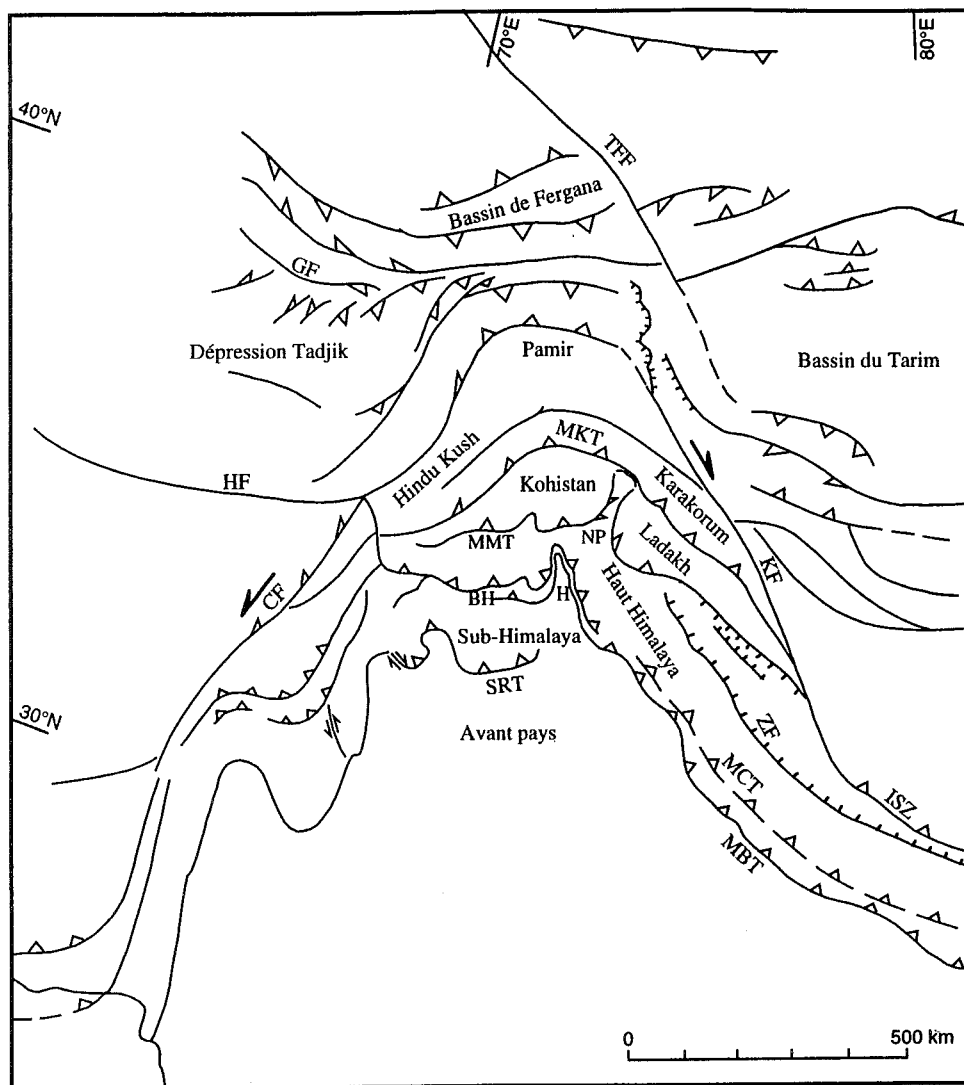 70°E
80°E
40°N
TFF
Bassin de Fergana
GF
Dépression Tadjik
Pamir
Bassin du Tarim
HF
Hindu Kush
MKT
Kohistan
Karakorum
MMT
NP
Ladakh
KF
CF
BH
H
Haut Himalaya
Sub-Himalaya
SRT
30°N
Avant pays
ZF
MCT
ISZ
MBT
0
500 km